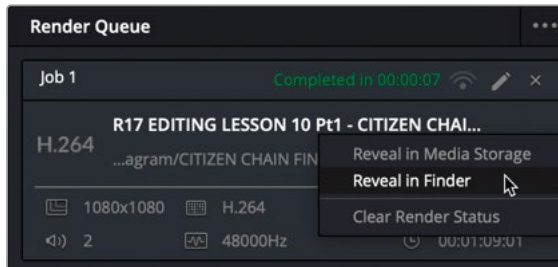 Render Queue •••
Job 1 Completed in 00:00:07
H.264 R17 EDITING LESSON 10 Pt1 - CITIZEN CHAI...
...agram/CITIZEN CHAIN FIN
Reveal in Media Storage
Reveal in Finder
Clear Render Status
1080x1080 H.264
2 48000Hz 00:01:09:01